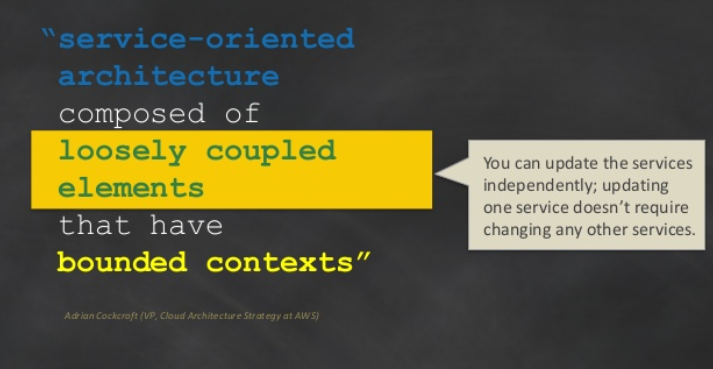 “service-oriented
architecture
composed of
loosely coupled
elements
that have
bounded contexts”
You can update the services
independently; updating
one service doesn’t require
changing any other services.
Adrian Cockcroft (VP, Cloud Architecture Strategy at AWS)